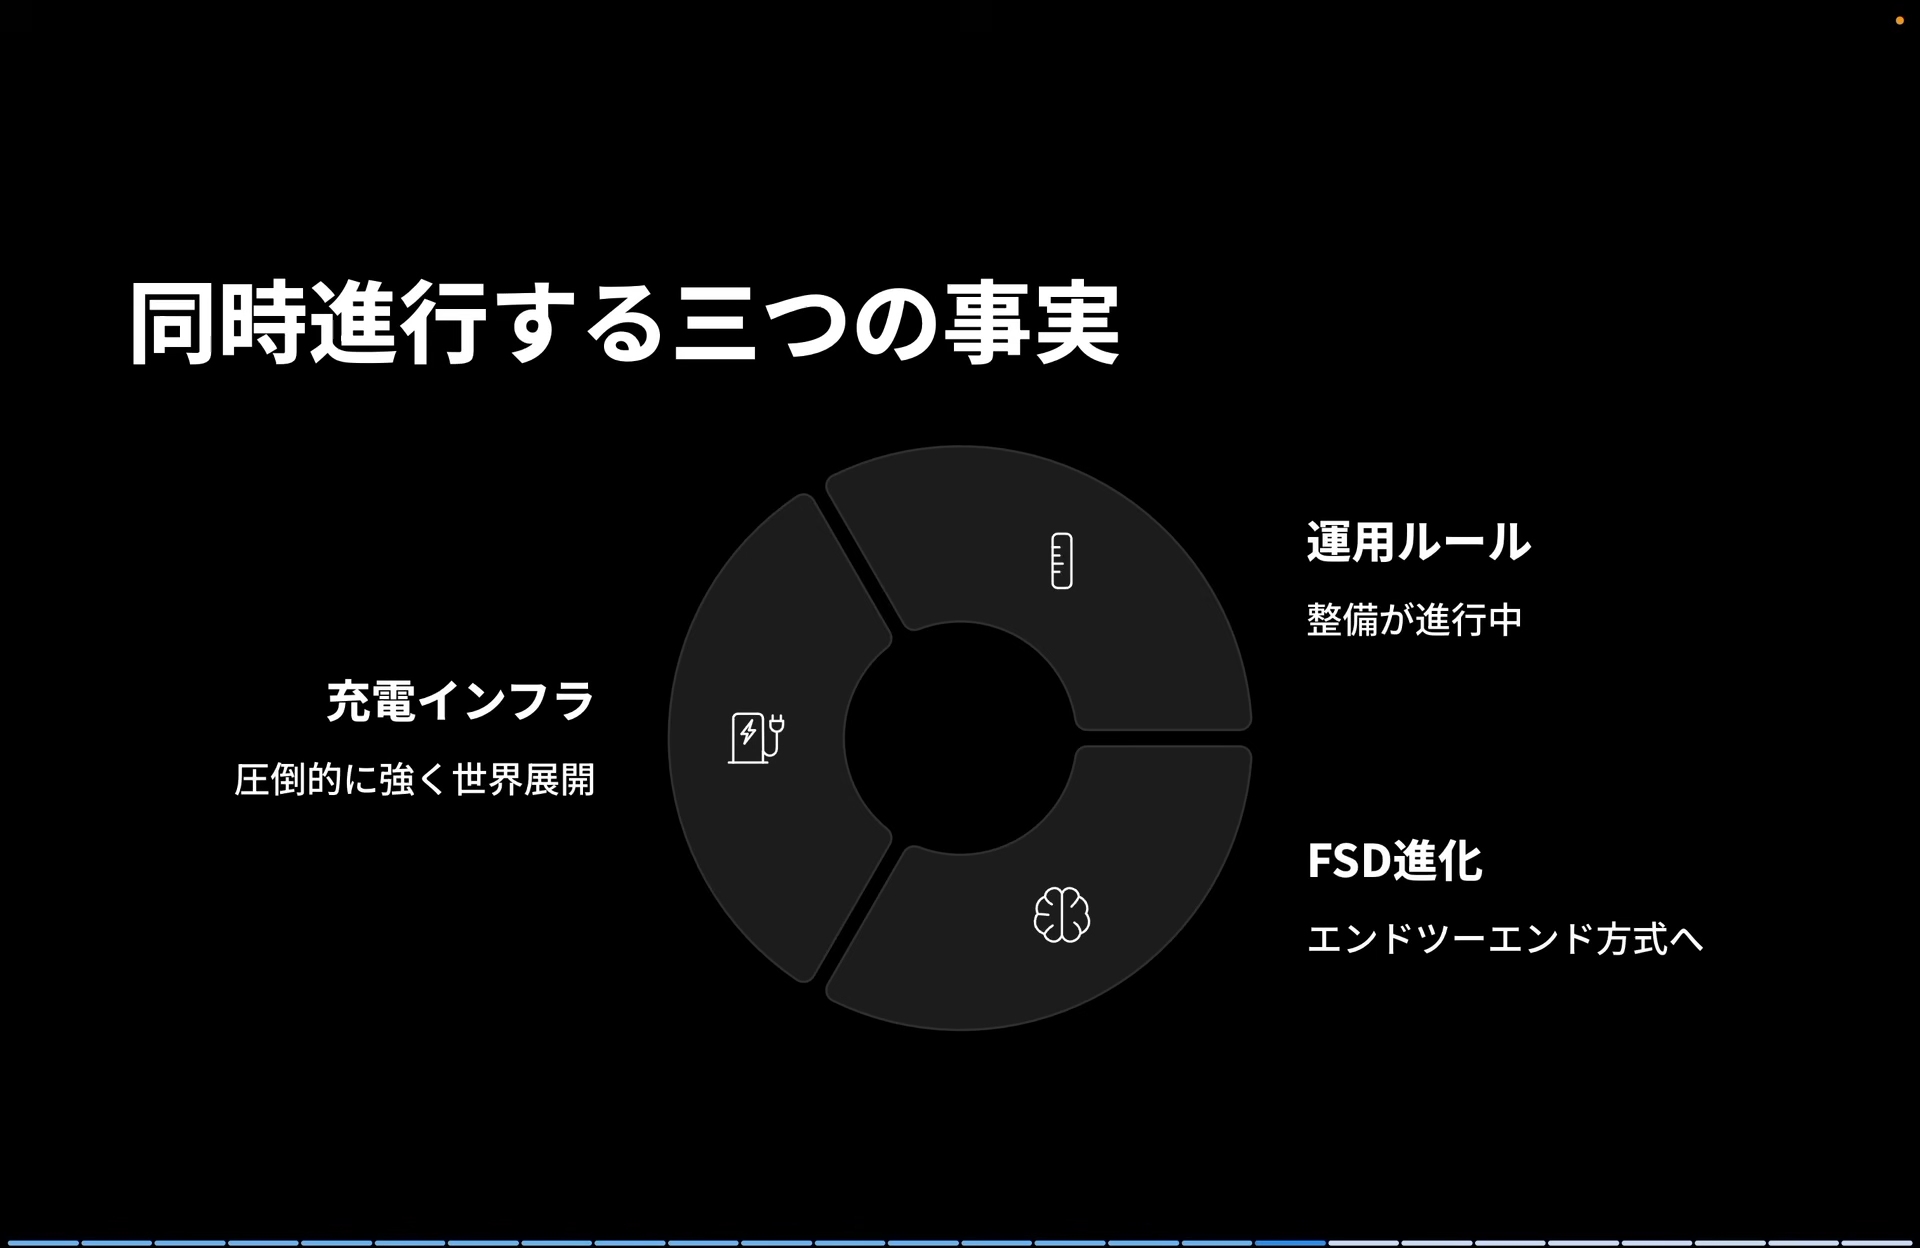 同時進行する三つの事実
運用ルール
整備が進行中
充電インフラ
圧倒的に強く世界展開
FSD進化
エンドツーエンド方式へ